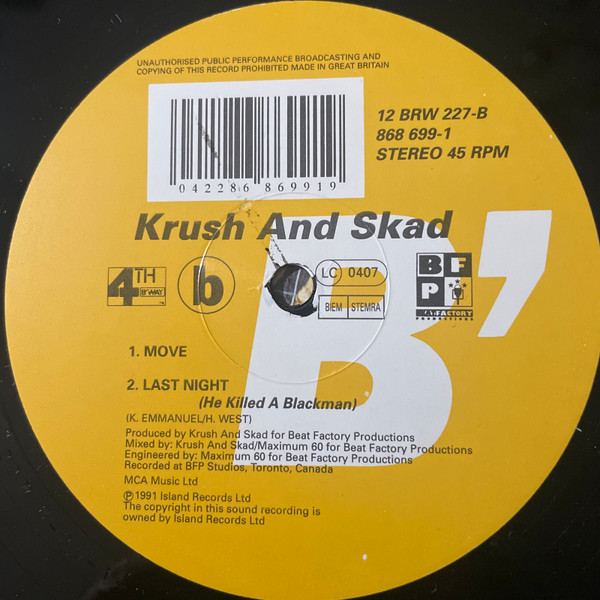 UNAUTHORISED PUBLIC PERFORMANCE BROADCASTING AND
COPYING OF THIS RECORD PROHIBITED MADE IN GREAT BRITAIN
12 BRW 227-B
868 699-1
STEREO 45 RPM
0 42286 86991 9
Krush And Skad
4TH
B'WAY
b
LC 0407
BIEM STEMRA
BFP
FACTORY
PRODUCTIONS
B'
1. MOVE
2. LAST NIGHT
(He Killed A Blackman)
(K. EMMANUEL/H. WEST)
Produced by Krush And Skad for Beat Factory Productions
Mixed by: Krush And Skad/Maximum 60 for Beat Factory Productions
Engineered by: Maximum 60 for Beat Factory Productions
Recorded at BFP Studios, Toronto, Canada
MCA Music Ltd
Ⓟ1991 Island Records Ltd
The copyright in this sound recording is
owned by Island Records Ltd